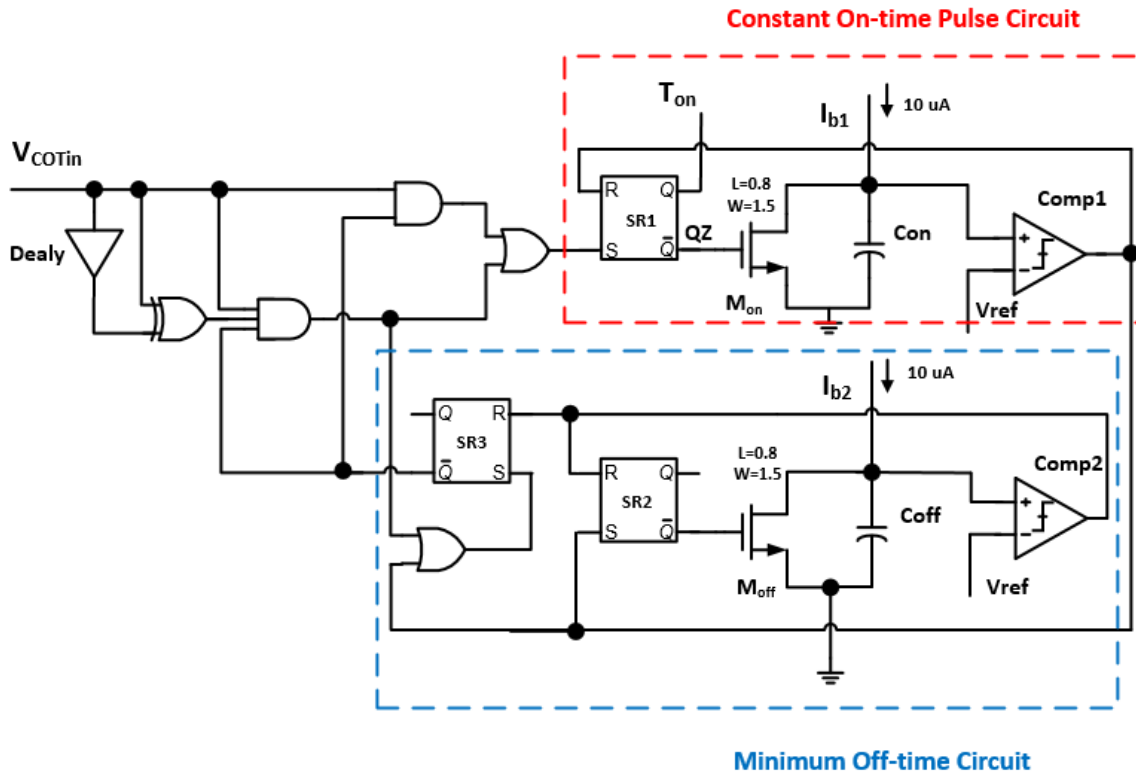 Constant On-time Pulse Circuit
Ton
Ib1
10 uA
VCOTin
L=0.8
W=1.5
R
Q
SR1
S
Q̄
QZ
Comp1
Con
+
-
Dealy
Mon
Vref
Ib2
10 uA
Q
R
SR3
Q̄
S
L=0.8
W=1.5
R
Q
SR2
S
Q̄
Comp2
Coff
+
-
Moff
Vref
Minimum Off-time Circuit